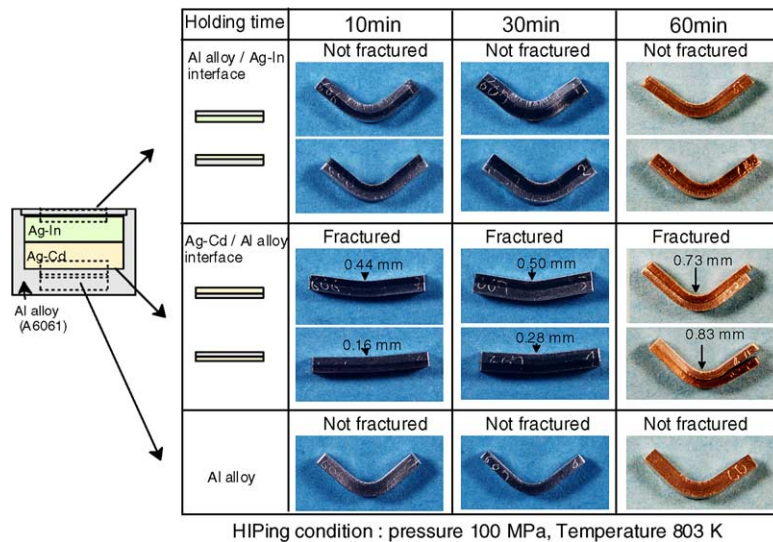 Holding time 10min 30min 60min
Al alloy / Ag-In interface
Not fractured Not fractured Not fractured
Ag-In
Ag-Cd
Al alloy
(A6061)
Ag-Cd / Al alloy interface
Fractured Fractured Fractured
0.44 mm 0.50 mm 0.73 mm
0.16 mm 0.28 mm 0.83 mm
Al alloy
Not fractured Not fractured Not fractured
HIPing condition : pressure 100 MPa, Temperature 803 K